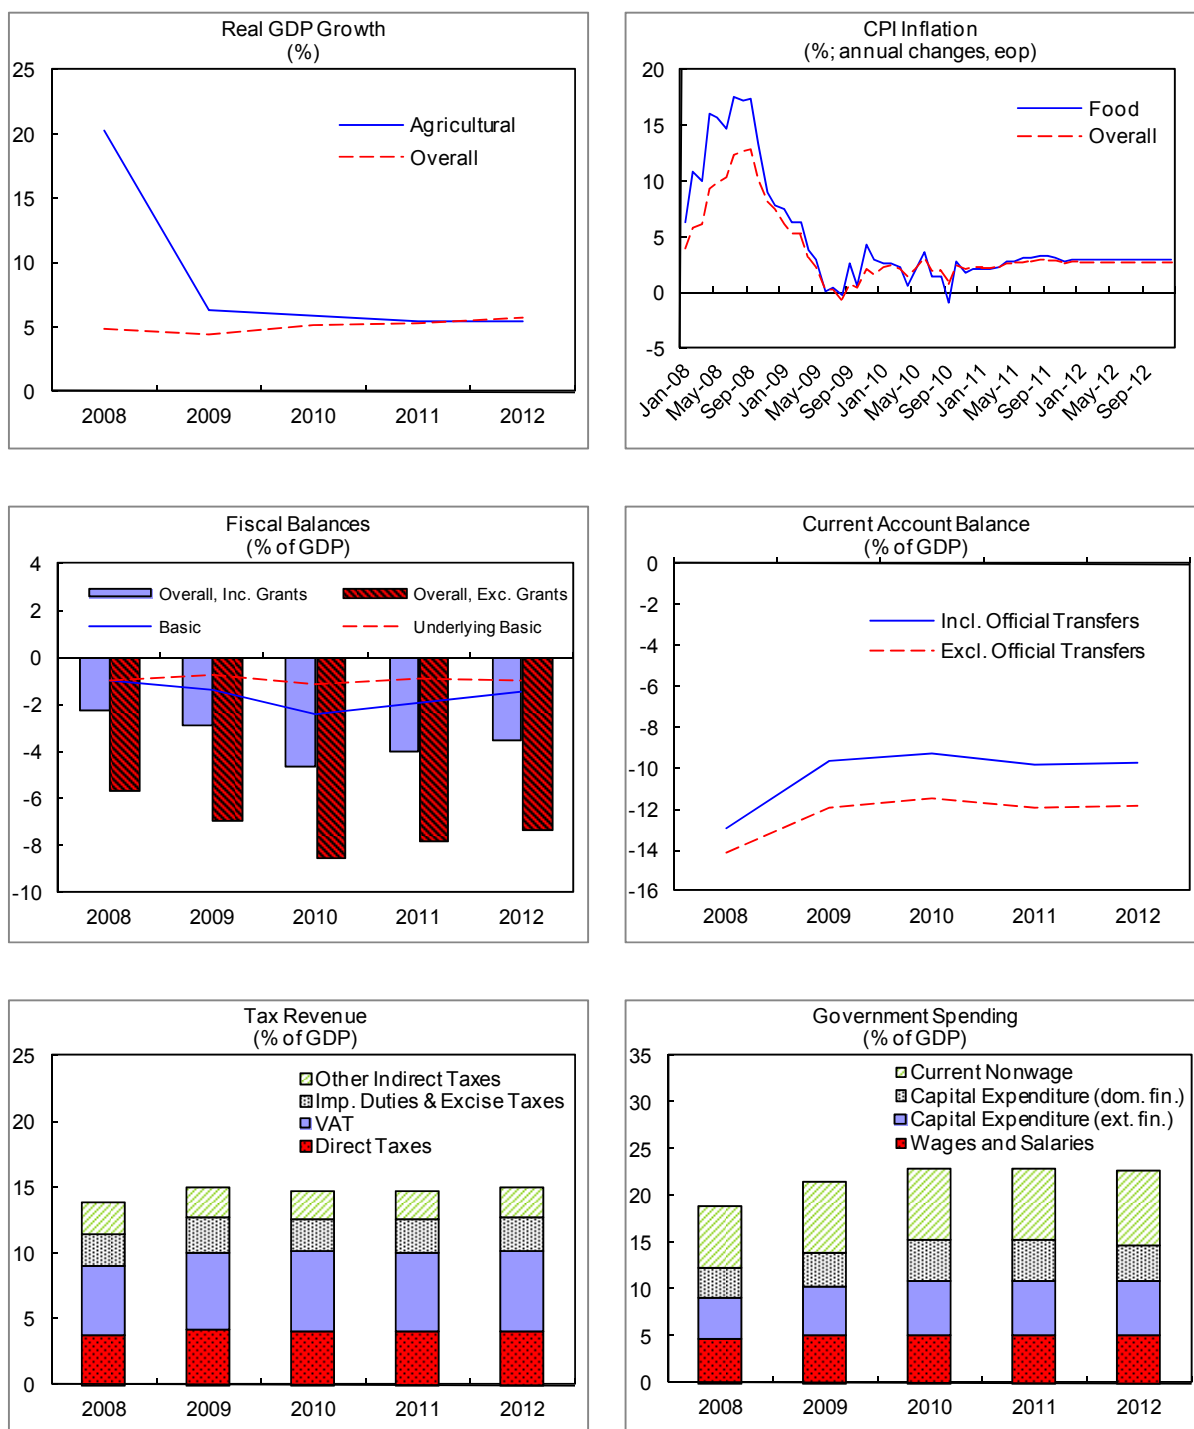 Real GDP Growth
(%)
25
20
15
10
5
0
Agricultural
Overall
2008 2009 2010 2011 2012
CPI Inflation
(%; annual changes, eop)
20
15
10
5
0
-5
Food
Overall
Jan-08 May-08 Sep-08 Jan-09 May-09 Sep-09 Jan-10 May-10 Sep-10 Jan-11 May-11 Sep-11 Jan-12 May-12 Sep-12
Fiscal Balances
(% of GDP)
4
2
0
-2
-4
-6
-8
-10
Overall, Inc. Grants Overall, Exc. Grants
Basic Underlying Basic
2008 2009 2010 2011 2012
Current Account Balance
(% of GDP)
0
-2
-4
-6
-8
-10
-12
-14
-16
Incl. Official Transfers
Excl. Official Transfers
2008 2009 2010 2011 2012
Tax Revenue
(% of GDP)
25
20
15
10
5
0
Other Indirect Taxes
Imp. Duties & Excise Taxes
VAT
Direct Taxes
2008 2009 2010 2011 2012
Government Spending
(% of GDP)
35
30
25
20
15
10
5
0
Current Nonwage
Capital Expenditure (dom. fin.)
Capital Expenditure (ext. fin.)
Wages and Salaries
2008 2009 2010 2011 2012